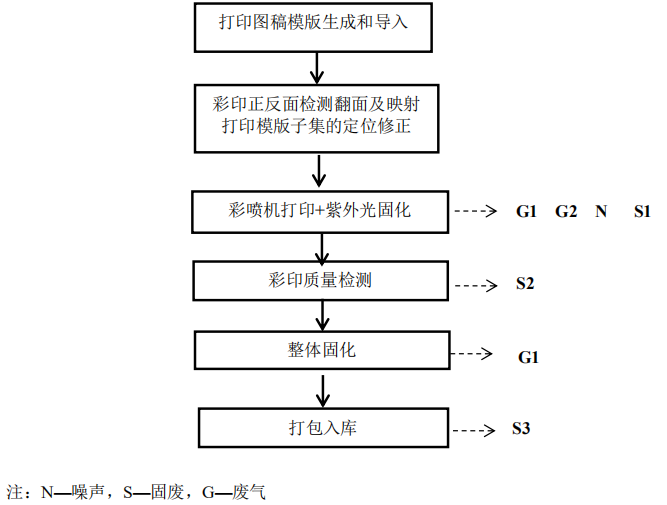 打印图稿模版生成和导入
彩印正反面检测翻面及映射
打印模版子集的定位修正
彩喷机打印+紫外光固化
G1 G2 N S1
彩印质量检测
S2
整体固化
G1
打包入库
S3
注：N—噪声，S—固废，G—废气